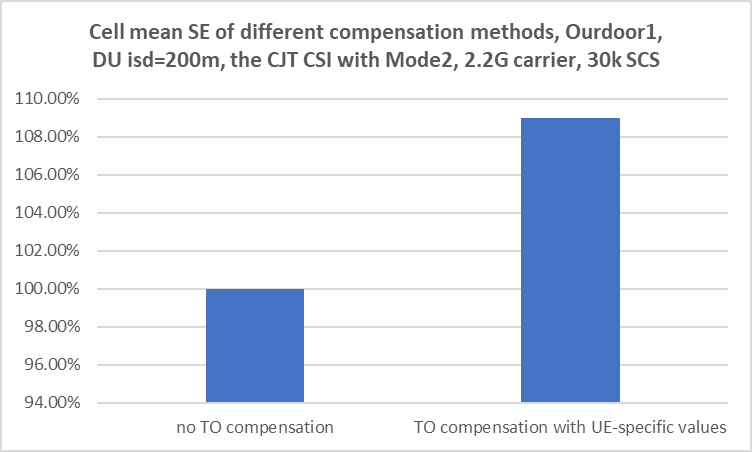 Cell mean SE of different compensation methods, Ourdoor1,
DU isd=200m, the CJT CSI with Mode2, 2.2G carrier, 30k SCS
110.00%
108.00%
106.00%
104.00%
102.00%
100.00%
98.00%
96.00%
94.00%
no TO compensation
TO compensation with UE-specific values